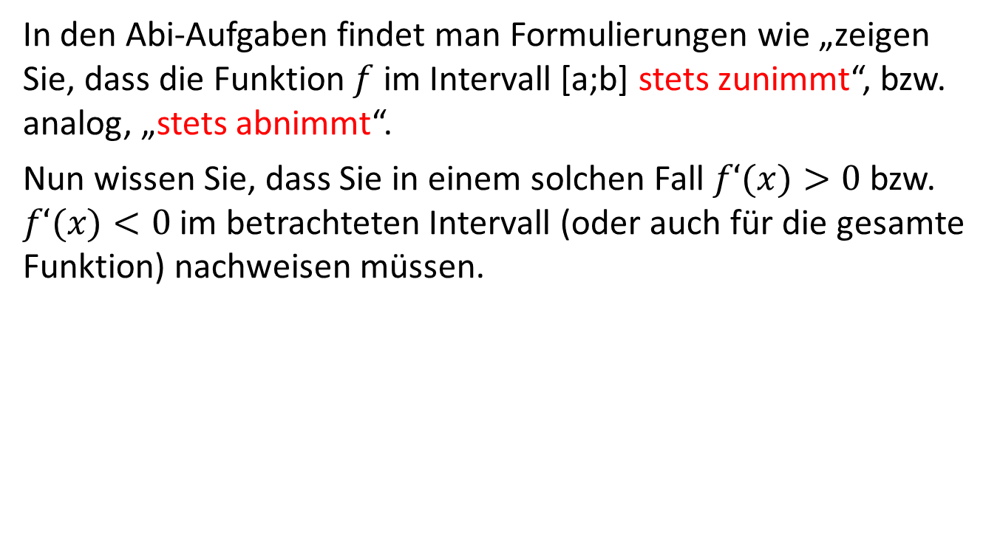 In den Abi-Aufgaben findet man Formulierungen wie „zeigen
Sie, dass die Funktion 𝑓 im Intervall [a;b] stets zunimmt“, bzw.
analog, „stets abnimmt“.
Nun wissen Sie, dass Sie in einem solchen Fall 𝑓‘(𝑥) > 0 bzw.
𝑓‘(𝑥) < 0 im betrachteten Intervall (oder auch für die gesamte
Funktion) nachweisen müssen.